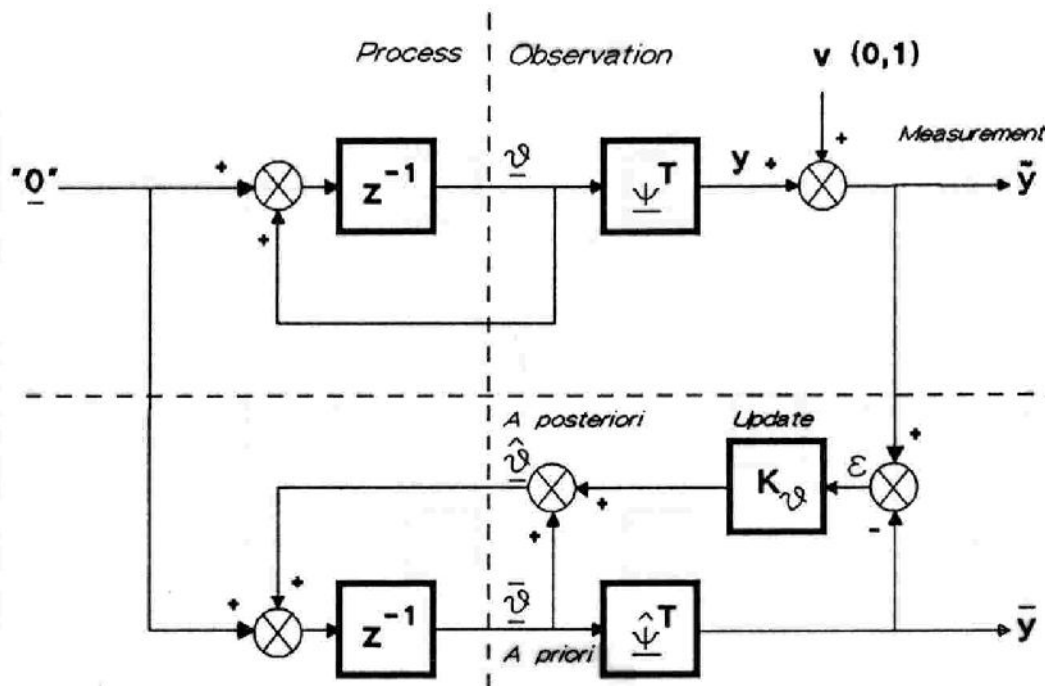 Process
Observation
v (0,1)
+
Measurement
"0"
+
z⁻¹
ϑ
Ψᵀ
y +
ỹ
+
A posteriori
Update
+
ϑ̂
ε
K_ϑ
+
+
-
+
+
z⁻¹
ϑ̄
Ψ̂ᵀ
ȳ
A priori